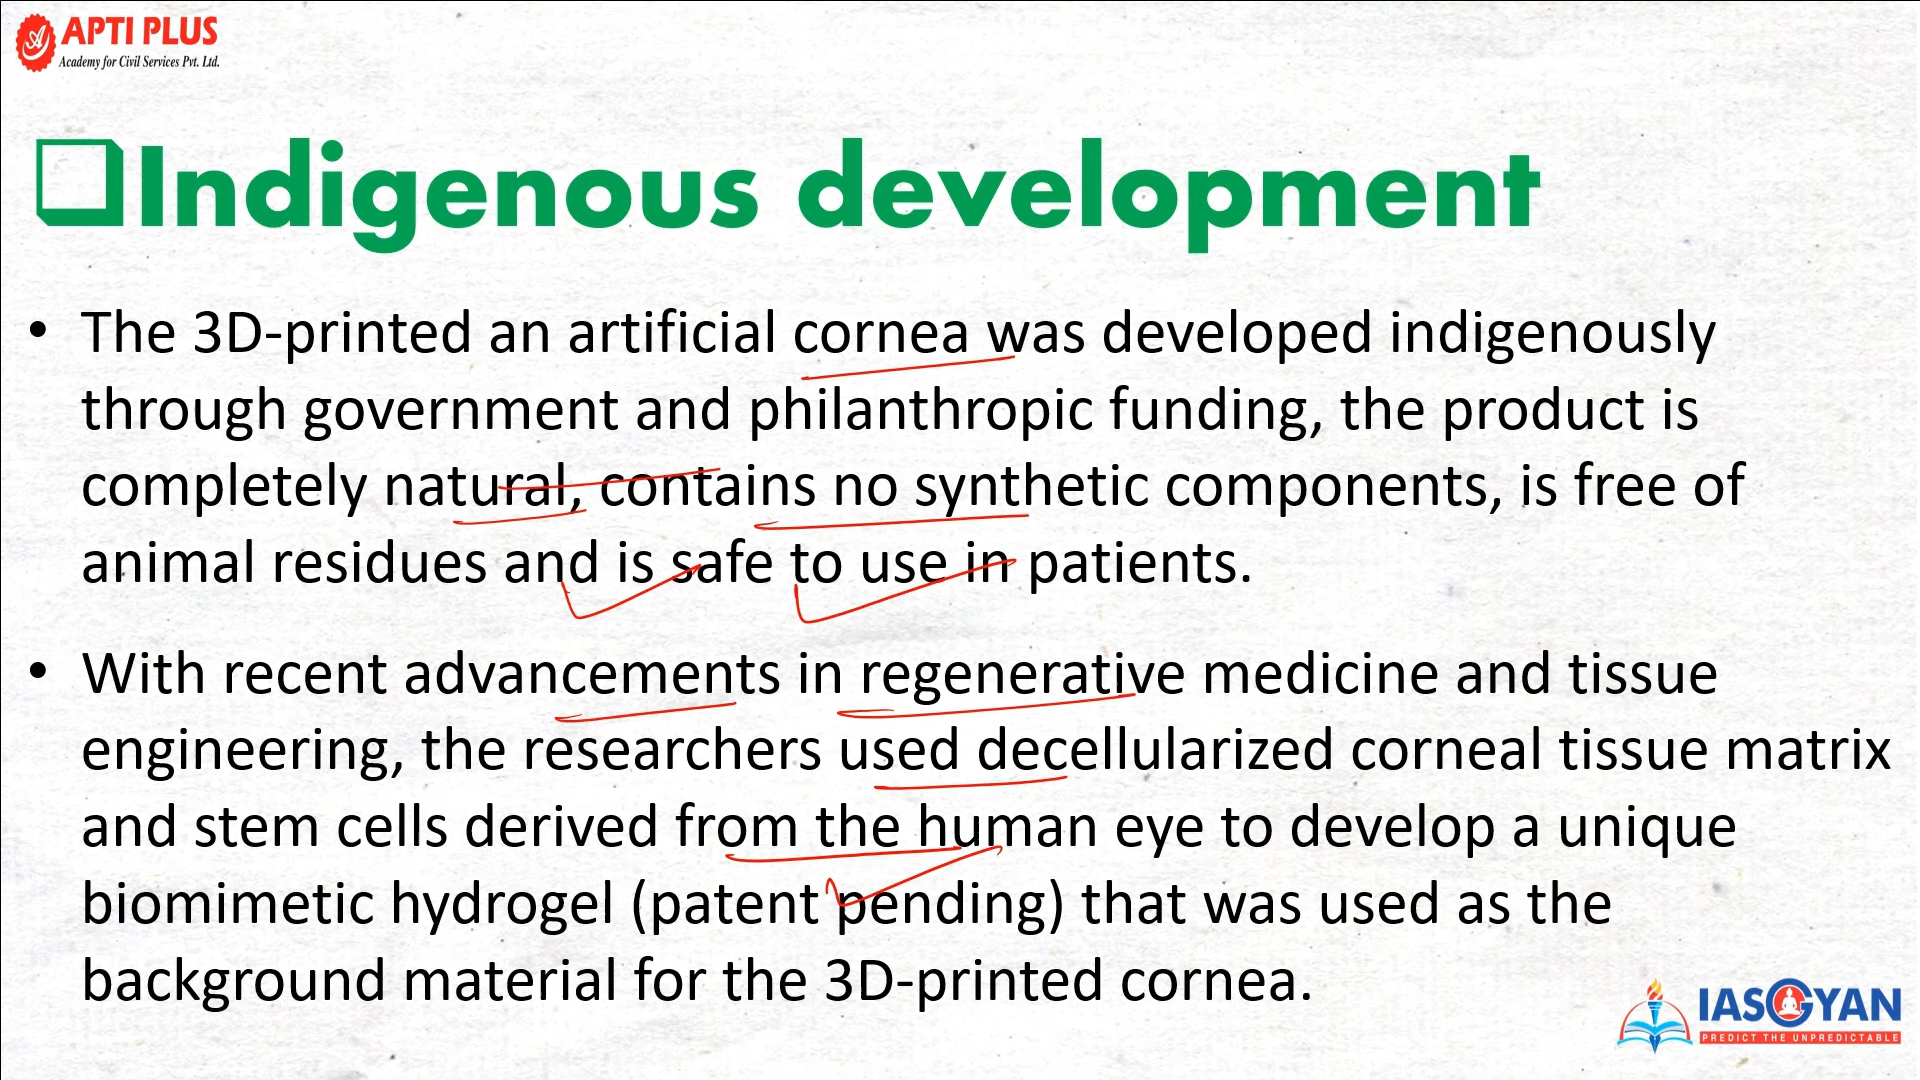 APTI PLUS
Academy for Civil Services Pvt. Ltd.
❑Indigenous development
• The 3D-printed an artificial cornea was developed indigenously
through government and philanthropic funding, the product is
completely natural, contains no synthetic components, is free of
animal residues and is safe to use in patients.
• With recent advancements in regenerative medicine and tissue
engineering, the researchers used decellularized corneal tissue matrix
and stem cells derived from the human eye to develop a unique
biomimetic hydrogel (patent pending) that was used as the
background material for the 3D-printed cornea.
IASGYAN
PREDICT THE UNPREDICTABLE